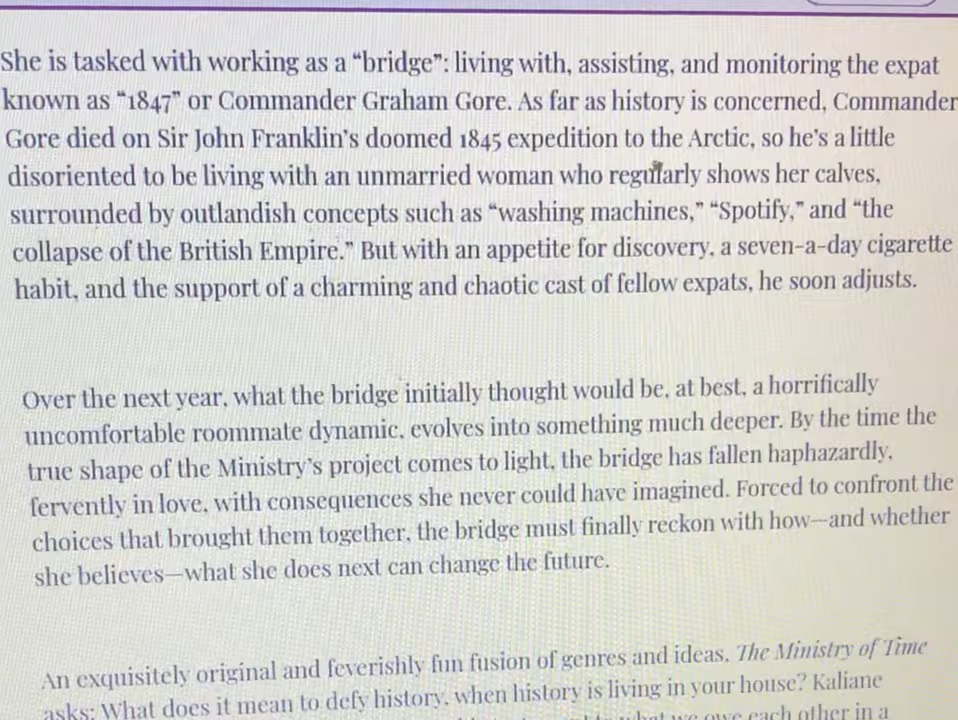 She is tasked with working as a “bridge”: living with, assisting, and monitoring the expat
known as “1847” or Commander Graham Gore. As far as history is concerned, Commander
Gore died on Sir John Franklin’s doomed 1845 expedition to the Arctic, so he’s a little
disoriented to be living with an unmarried woman who regularly shows her calves,
surrounded by outlandish concepts such as “washing machines,” “Spotify,” and “the
collapse of the British Empire.” But with an appetite for discovery, a seven-a-day cigarette
habit, and the support of a charming and chaotic cast of fellow expats, he soon adjusts.
Over the next year, what the bridge initially thought would be, at best, a horrifically
uncomfortable roommate dynamic, evolves into something much deeper. By the time the
true shape of the Ministry’s project comes to light, the bridge has fallen haphazardly,
fervently in love, with consequences she never could have imagined. Forced to confront the
choices that brought them together, the bridge must finally reckon with how—and whether
she believes—what she does next can change the future.
An exquisitely original and feverishly fun fusion of genres and ideas, The Ministry of Time
asks: What does it mean to defy history, when history is living in your house? Kaliane
what we owe each other in a